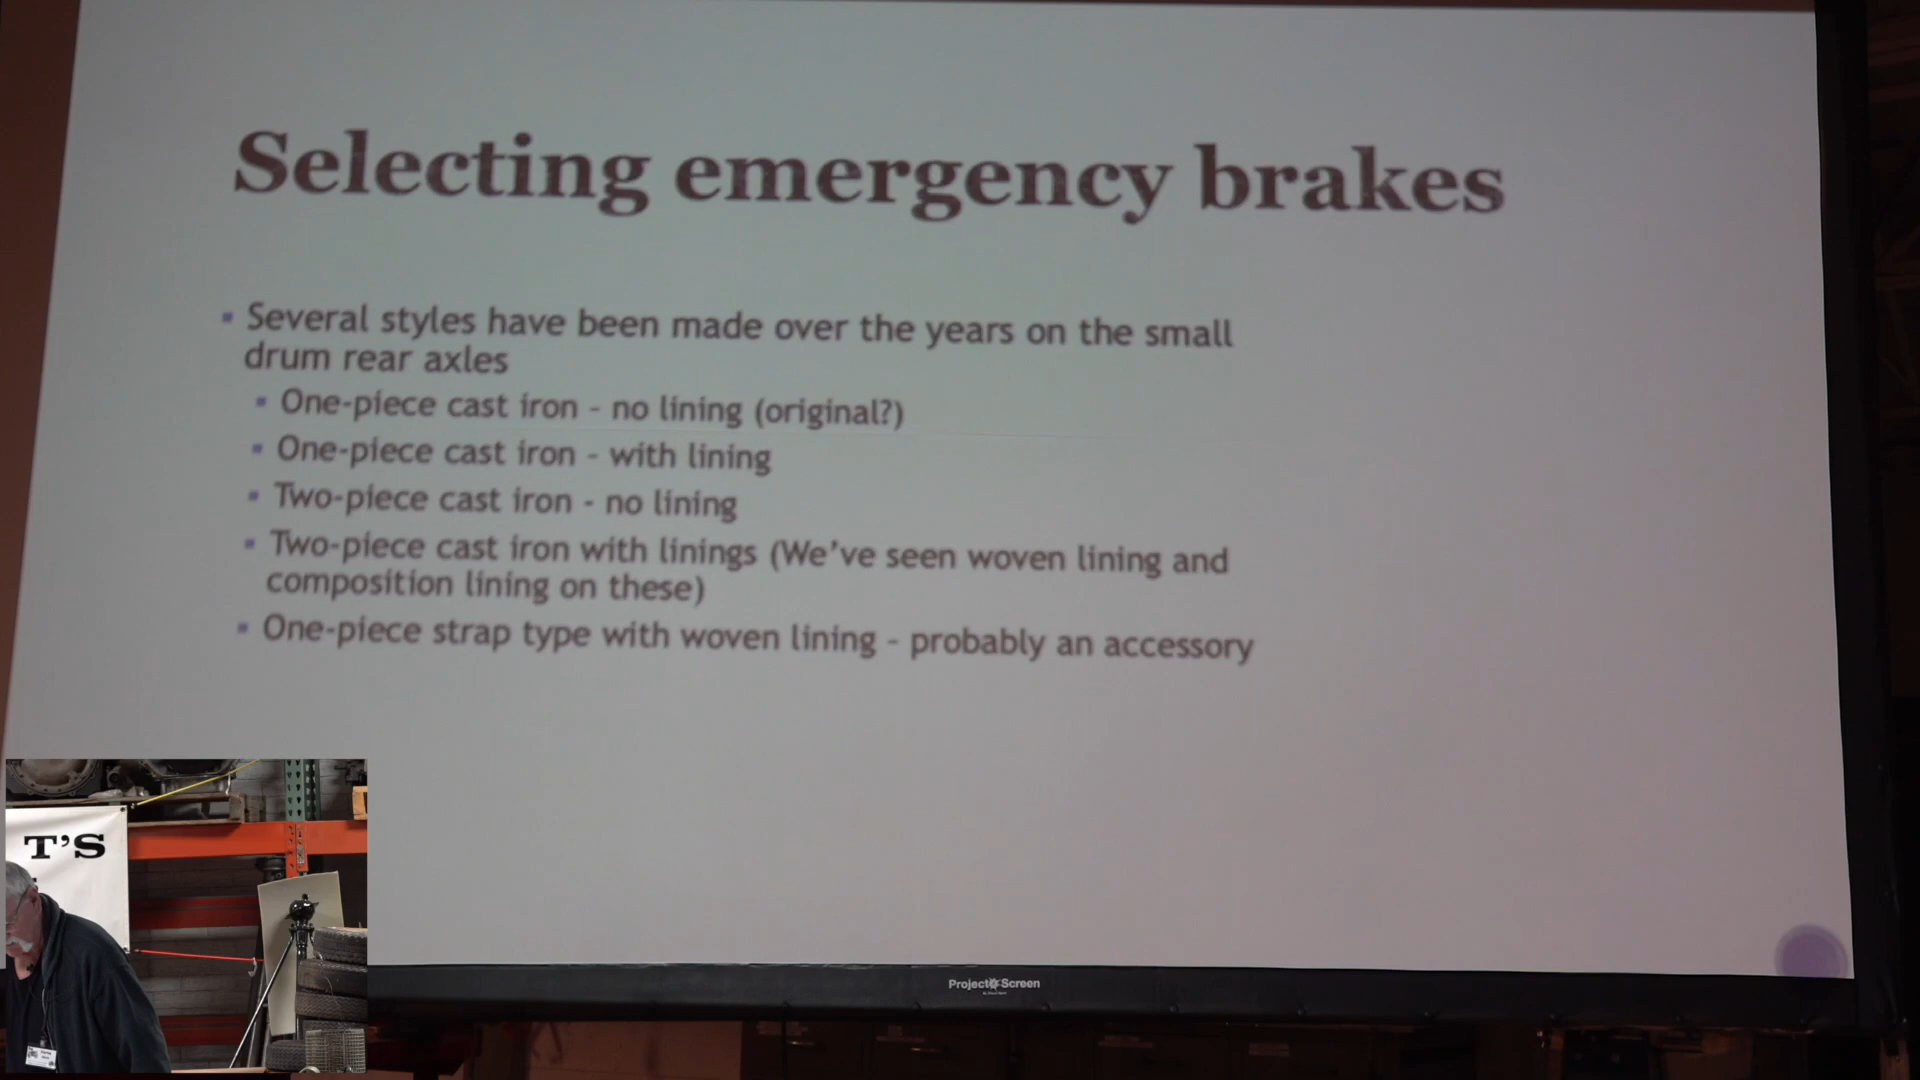 Selecting emergency brakes
▪ Several styles have been made over the years on the small
drum rear axles
▪ One-piece cast iron - no lining (original?)
▪ One-piece cast iron - with lining
▪ Two-piece cast iron - no lining
▪ Two-piece cast iron with linings (We've seen woven lining and
composition lining on these)
▪ One-piece strap type with woven lining - probably an accessory
T'S
Project Screen